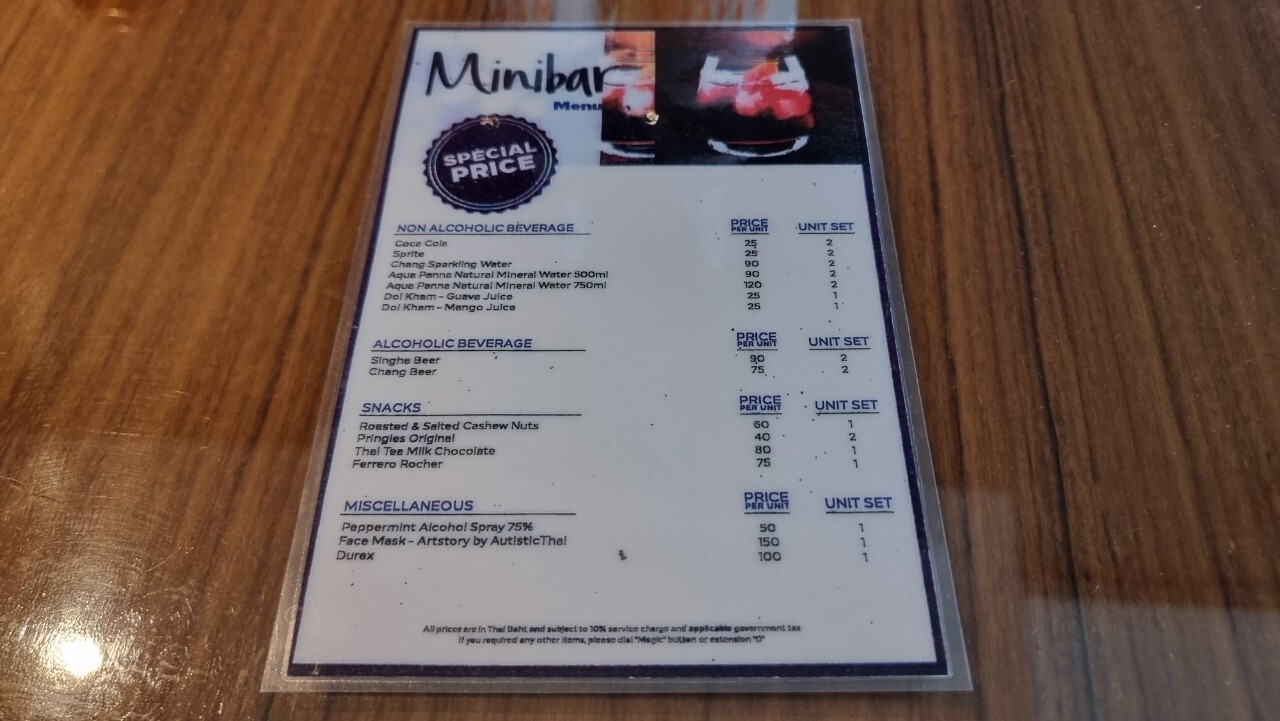 Minibar
Menu
SPECIAL
PRICE
NON ALCOHOLIC BEVERAGE PRICE PER UNIT UNIT SET
Coca Cola 25 2
Sprite 25 2
Chang Sparkling Water 90 2
Aqua Panna Natural Mineral Water 500ml 90 2
Aqua Panna Natural Mineral Water 750ml 120 2
Doi Kham - Guava Juice 25 1
Doi Kham - Mango Juice 25 1
ALCOHOLIC BEVERAGE PRICE PER UNIT UNIT SET
Singha Beer 90 2
Chang Beer 75 2
SNACKS PRICE PER UNIT UNIT SET
Roasted & Salted Cashew Nuts 60 1
Pringles Original 40 2
Thai Tea Milk Chocolate 80 1
Ferrero Rocher 75 1
MISCELLANEOUS PRICE PER UNIT UNIT SET
Peppermint Alcohol Spray 75% 50 1
Face Mask - Artstory by AutisticThai 150 1
Durex 100 1
All prices are in Thai Baht and subject to 10% service charge and applicable government tax
If you required any other items, please dial "Magic" button or extension "0"